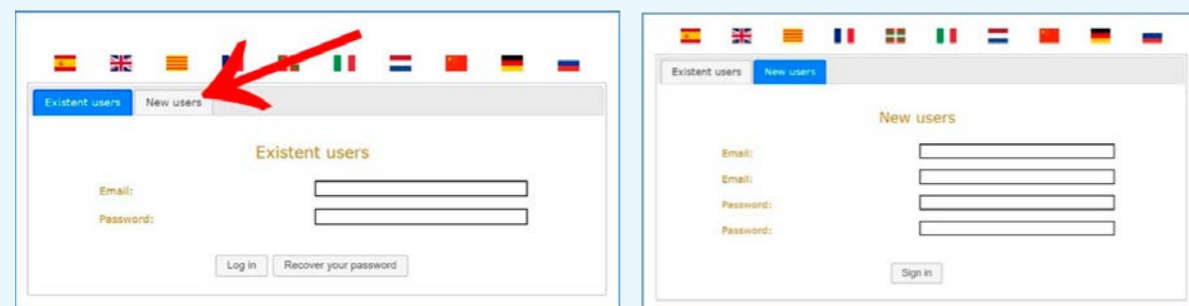 Existent users New users
Existent users
Email:
Password:
Log in Recover your password
Existent users New users
New users
Email:
Email:
Password:
Password:
Sign in